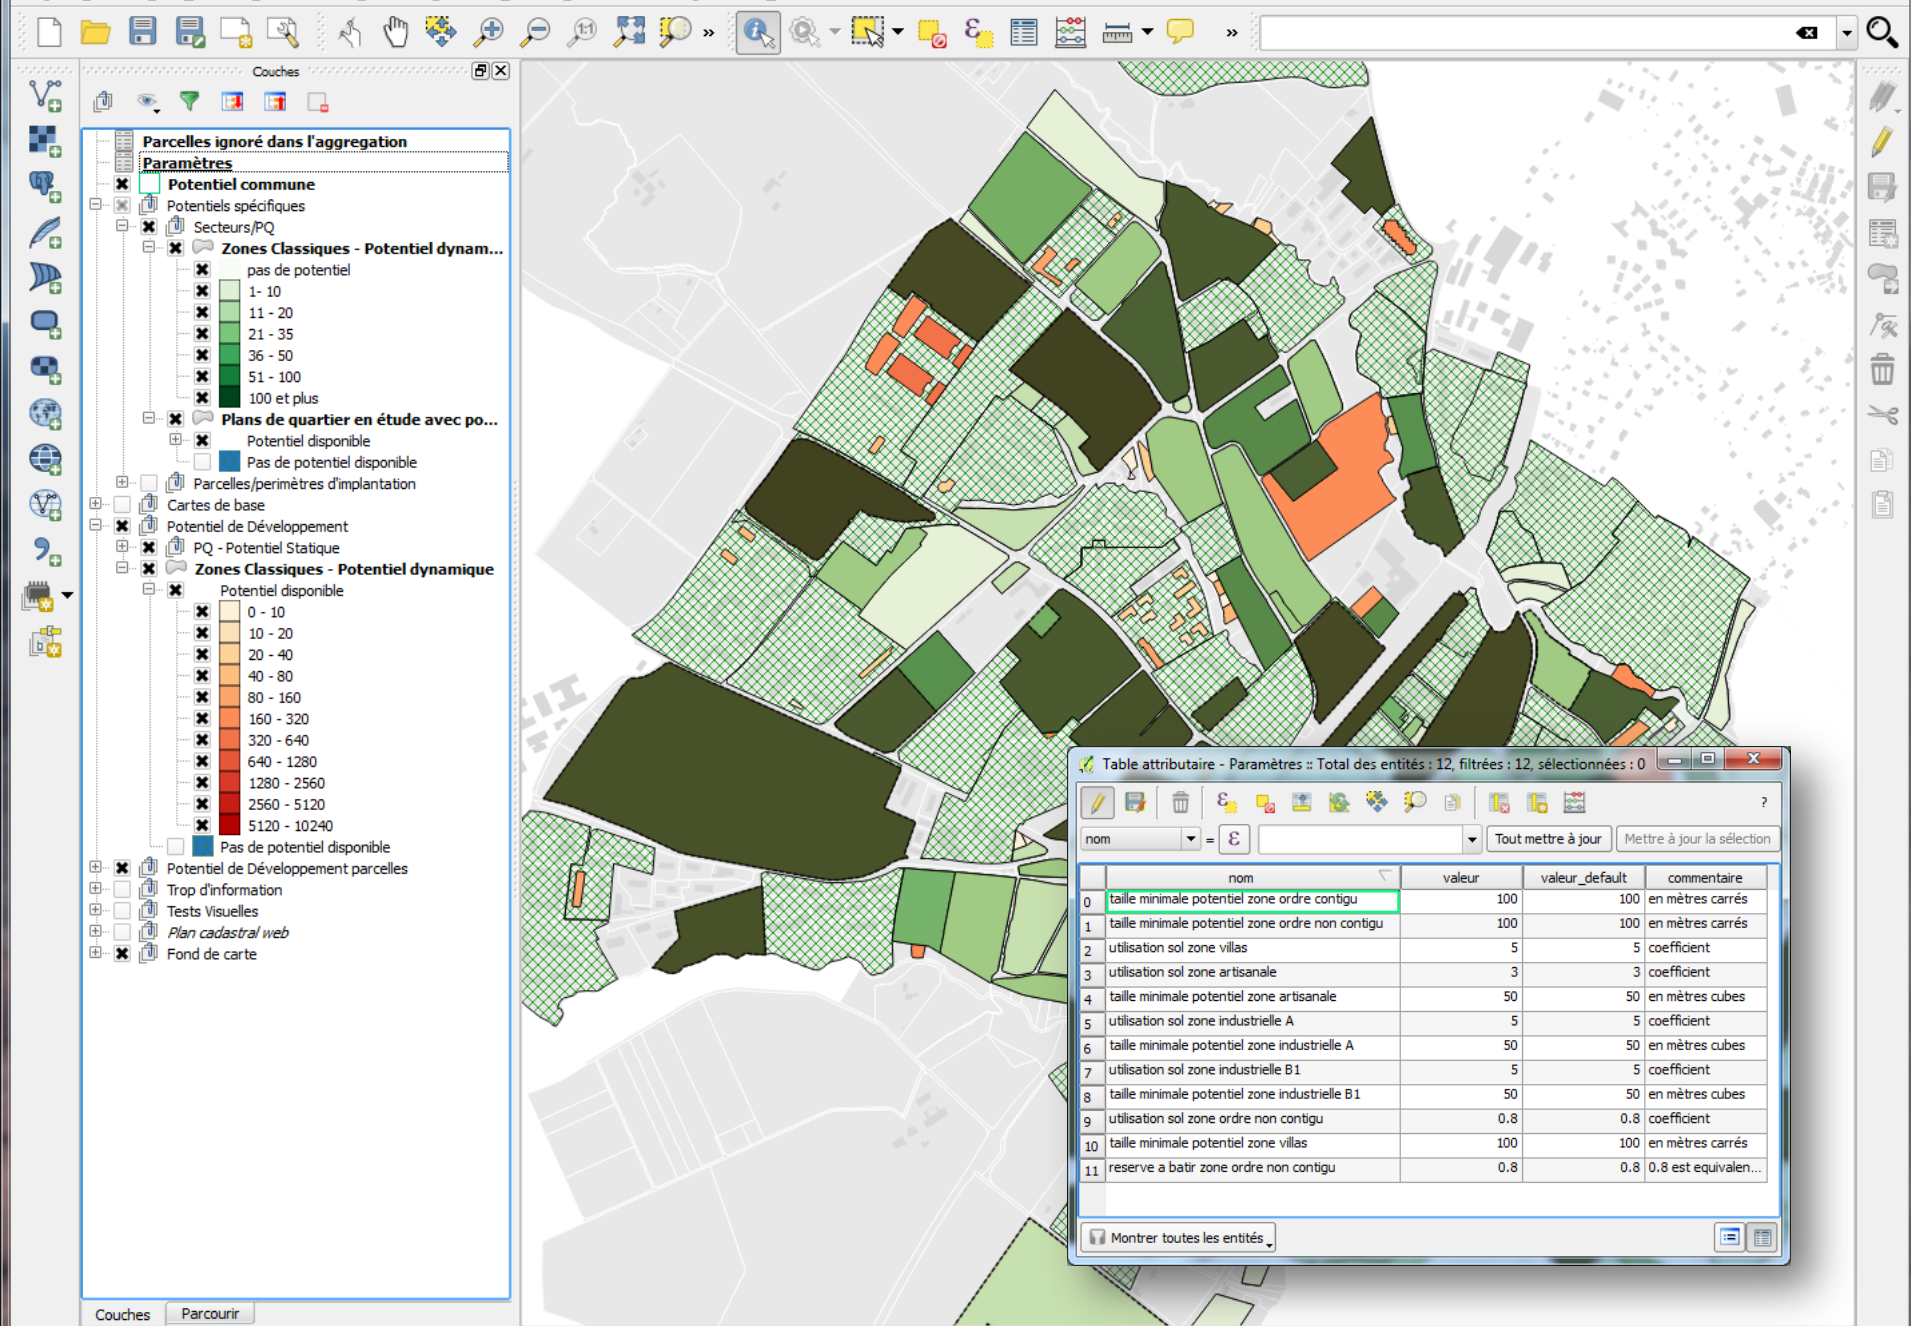 1:1
»
»
Couches
Parcelles ignoré dans l'aggregation
Paramètres
Potentiel commune
Potentiels spécifiques
Secteurs/PQ
Zones Classiques - Potentiel dynam...
pas de potentiel
1- 10
11 - 20
21 - 35
36 - 50
51 - 100
100 et plus
Plans de quartier en étude avec po...
Potentiel disponible
Pas de potentiel disponible
Parcelles/perimètres d'implantation
Cartes de base
Potentiel de Développement
PQ - Potentiel Statique
Zones Classiques - Potentiel dynamique
Potentiel disponible
0 - 10
10 - 20
20 - 40
40 - 80
80 - 160
160 - 320
320 - 640
640 - 1280
1280 - 2560
2560 - 5120
5120 - 10240
Pas de potentiel disponible
Potentiel de Développement parcelles
Trop d'information
Tests Visuelles
Plan cadastral web
Fond de carte
Couches Parcourir
Table attributaire - Paramètres :: Total des entités : 12, filtrées : 12, sélectionnées : 0
?
nom = ε Tout mettre à jour Mettre à jour la sélection
nom valeur valeur_default commentaire
0 taille minimale potentiel zone ordre contigu 100 100 en mètres carrés
1 taille minimale potentiel zone ordre non contigu 100 100 en mètres carrés
2 utilisation sol zone villas 5 5 coefficient
3 utilisation sol zone artisanale 3 3 coefficient
4 taille minimale potentiel zone artisanale 50 50 en mètres cubes
5 utilisation sol zone industrielle A 5 5 coefficient
6 taille minimale potentiel zone industrielle A 50 50 en mètres cubes
7 utilisation sol zone industrielle B1 5 5 coefficient
8 taille minimale potentiel zone industrielle B1 50 50 en mètres cubes
9 utilisation sol zone ordre non contigu 0.8 0.8 coefficient
10 taille minimale potentiel zone villas 100 100 en mètres carrés
11 reserve a batir zone ordre non contigu 0.8 0.8 0.8 est equivalen...
Montrer toutes les entités